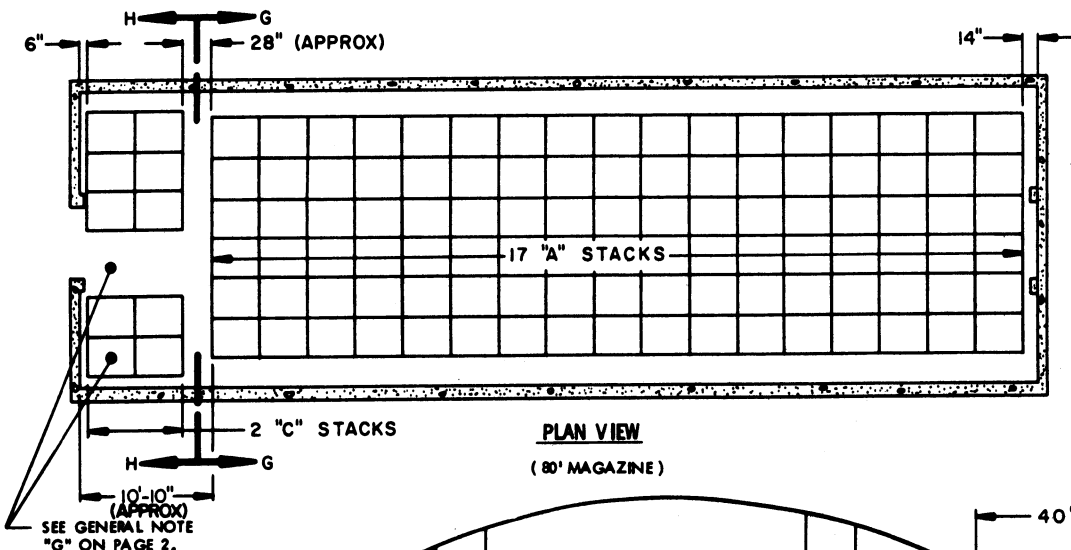 H G
6" 28" (APPROX) 14"
17 "A" STACKS
2 "C" STACKS
PLAN VIEW
(80' MAGAZINE)
H G
10'-10"
(APPROX)
SEE GENERAL NOTE
"G" ON PAGE 2.
40'